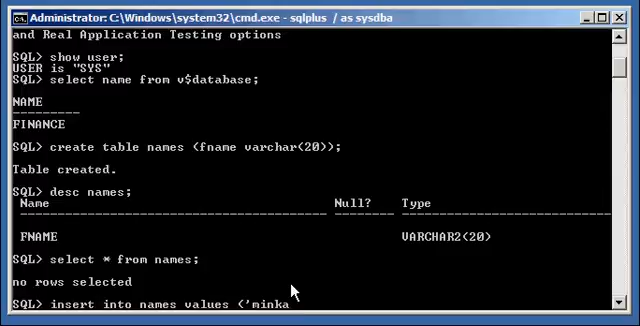 Administrator: C:\Windows\system32\cmd.exe - sqlplus / as sysdba
and Real Application Testing options
SQL> show user;
USER is "SYS"
SQL> select name from v$database;
NAME
---------
FINANCE
SQL> create table names (fname varchar(20));
Table created.
SQL> desc names;
Name Null? Type
----------------------------------------- -------- ----------------------------
FNAME VARCHAR2(20)
SQL> select * from names;
no rows selected
SQL> insert into names values ('minka